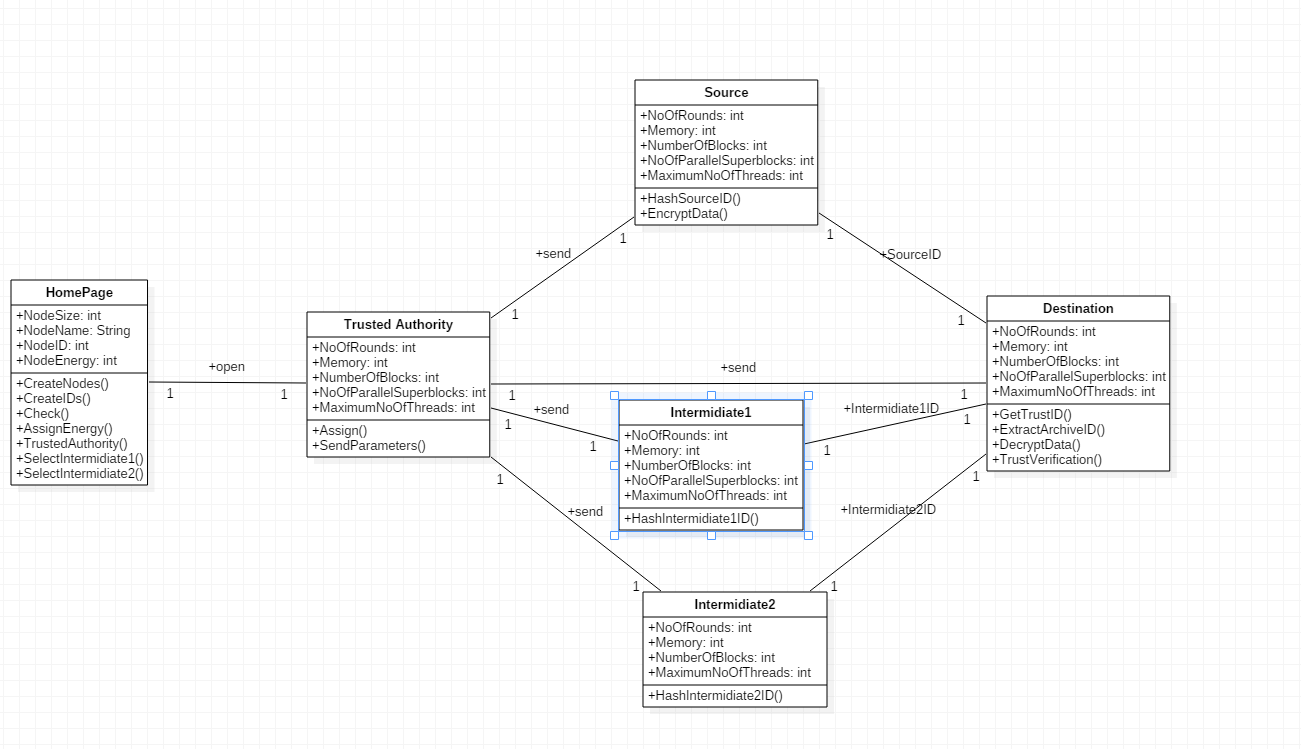 Source
+NoOfRounds: int
+Memory: int
+NumberOfBlocks: int
+NoOfParallelSuperblocks: int
+MaximumNoOfThreads: int
+HashSourceID()
+EncryptData()
1
1
+send
+SourceID
1
1
HomePage
+NodeSize: int
+NodeName: String
+NodeID: int
+NodeEnergy: int
+CreateNodes()
+CreateIDs()
+Check()
+AssignEnergy()
+TrustedAuthority()
+SelectIntermidiate1()
+SelectIntermidiate2()
+open
1
1
Trusted Authority
+NoOfRounds: int
+Memory: int
+NumberOfBlocks: int
+NoOfParallelSuperblocks: int
+MaximumNoOfThreads: int
+Assign()
+SendParameters()
+send
1
1
+send
1
1
Intermidiate1
+NoOfRounds: int
+Memory: int
+NumberOfBlocks: int
+NoOfParallelSuperblocks: int
+MaximumNoOfThreads: int
+HashIntermidiate1ID()
+Intermidiate1ID
1
1
Destination
+NoOfRounds: int
+Memory: int
+NumberOfBlocks: int
+NoOfParallelSuperblocks: int
+MaximumNoOfThreads: int
+GetTrustID()
+ExtractArchiveID()
+DecryptData()
+TrustVerification()
1
+send
1
1
+Intermidiate2ID
1
Intermidiate2
+NoOfRounds: int
+Memory: int
+NumberOfBlocks: int
+MaximumNoOfThreads: int
+HashIntermidiate2ID()